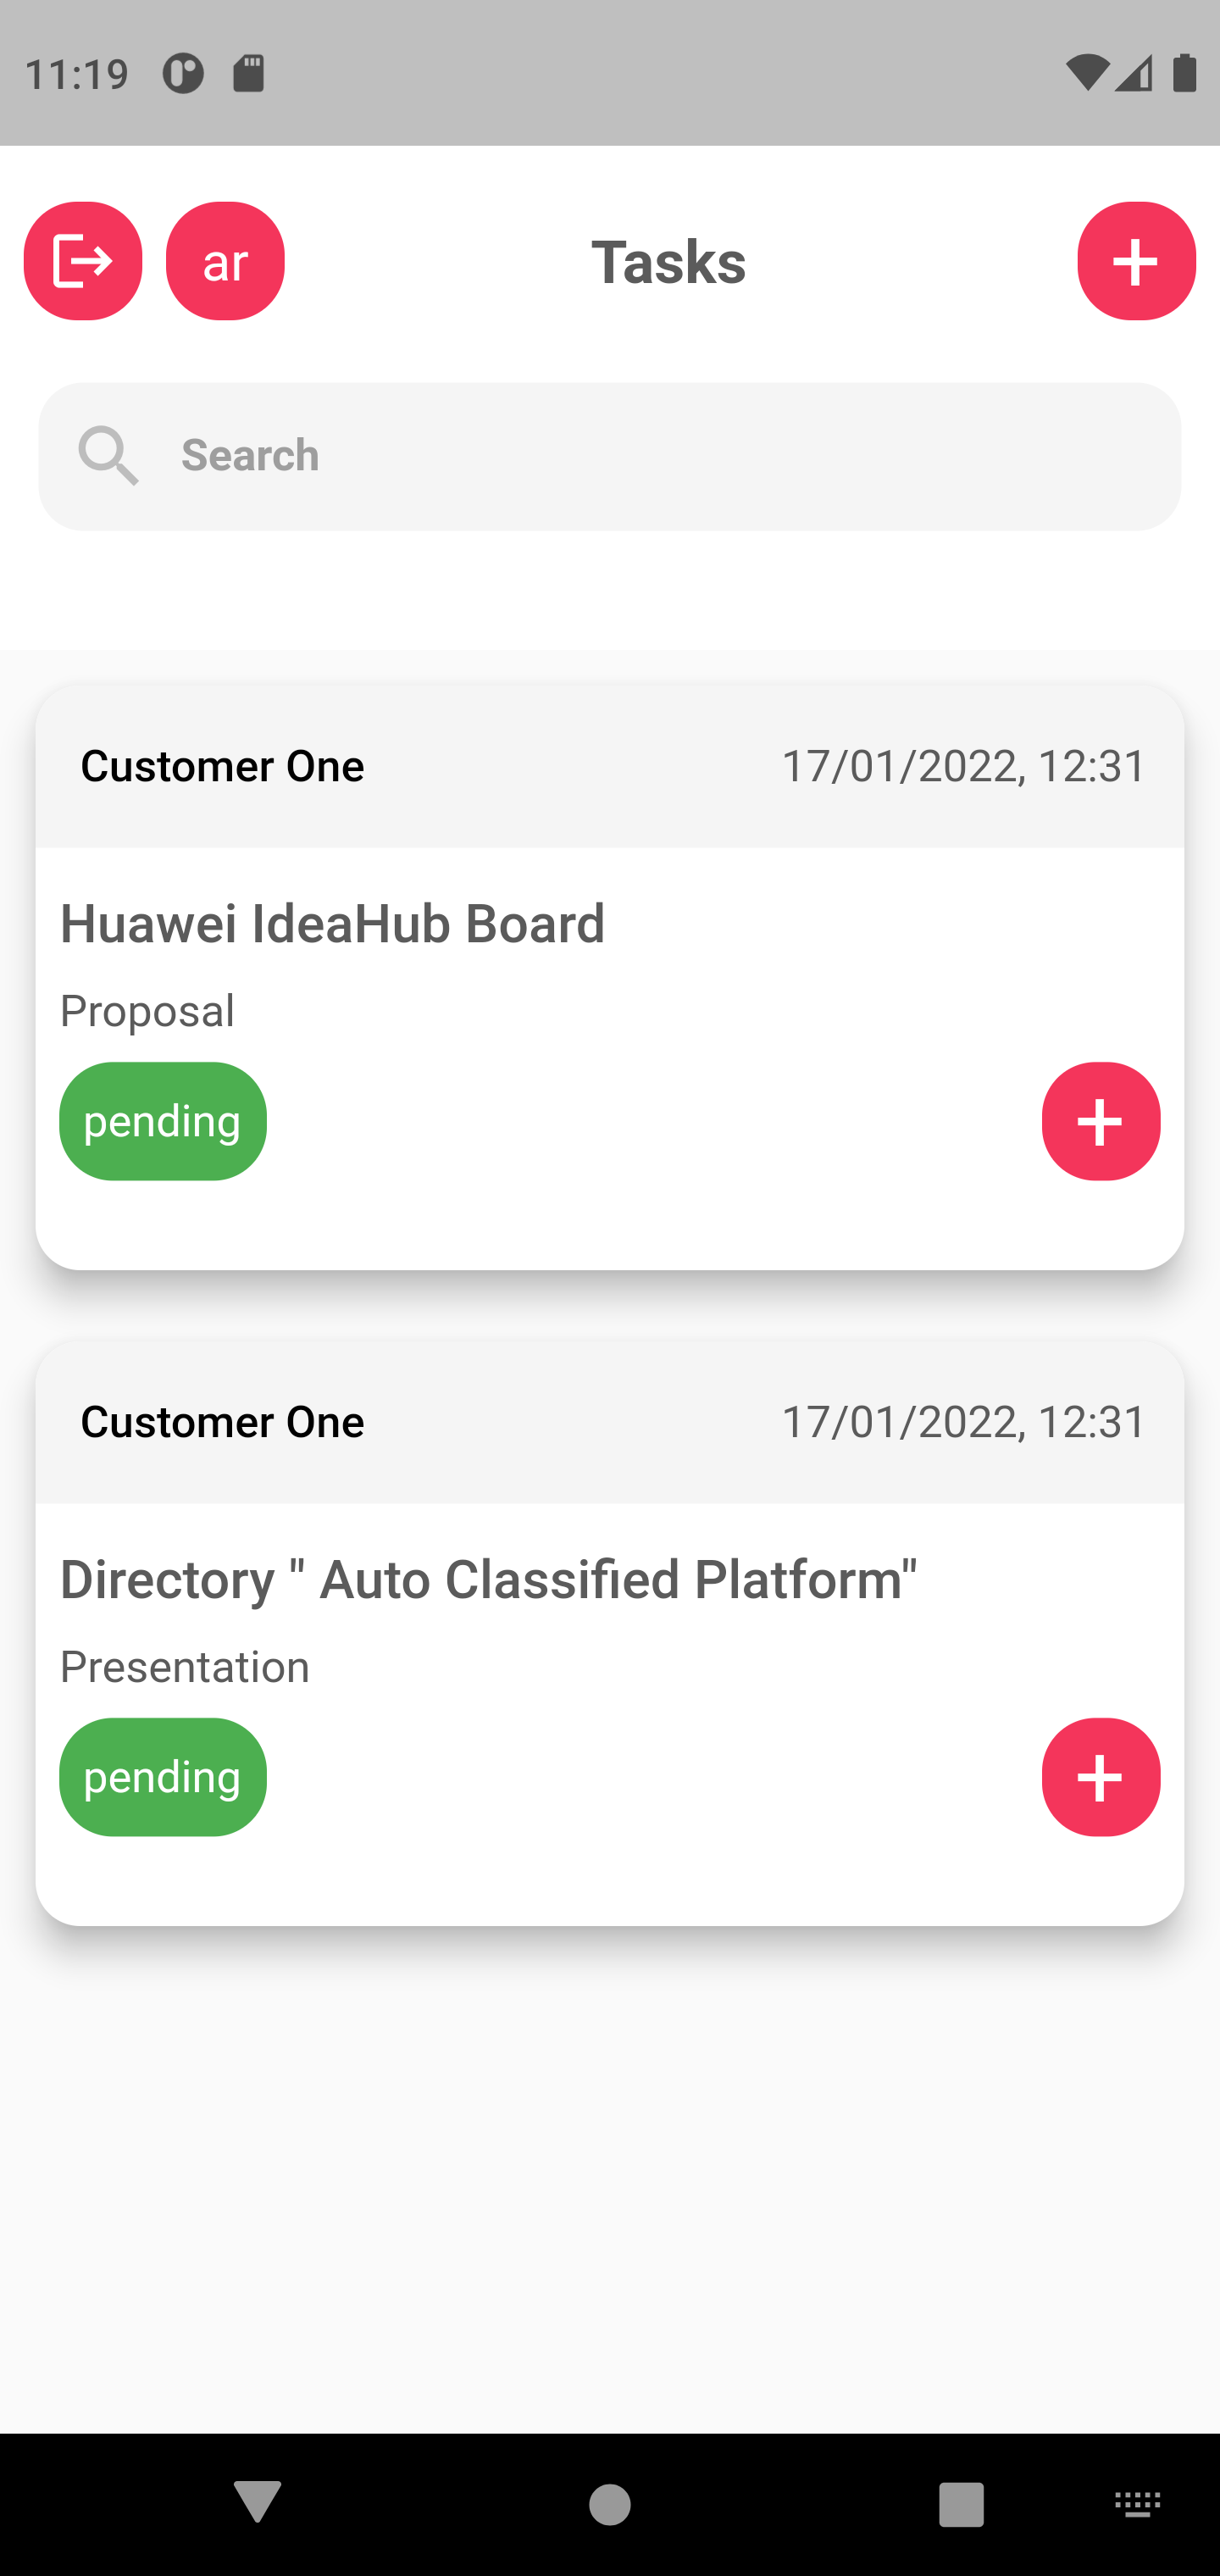 11:19
ar Tasks
Search
Customer One 17/01/2022, 12:31
Huawei IdeaHub Board
Proposal
pending
Customer One 17/01/2022, 12:31
Directory " Auto Classified Platform"
Presentation
pending